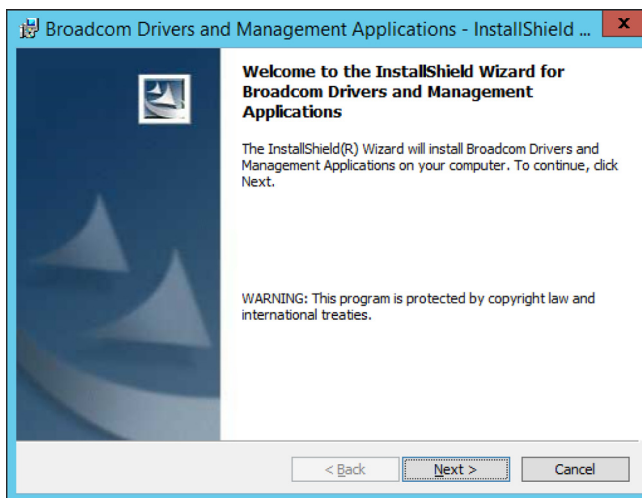 Broadcom Drivers and Management Applications - InstallShield ... x
Welcome to the InstallShield Wizard for
Broadcom Drivers and Management
Applications
The InstallShield(R) Wizard will install Broadcom Drivers and
Management Applications on your computer. To continue, click
Next.
WARNING: This program is protected by copyright law and
international treaties.
< Back Next > Cancel